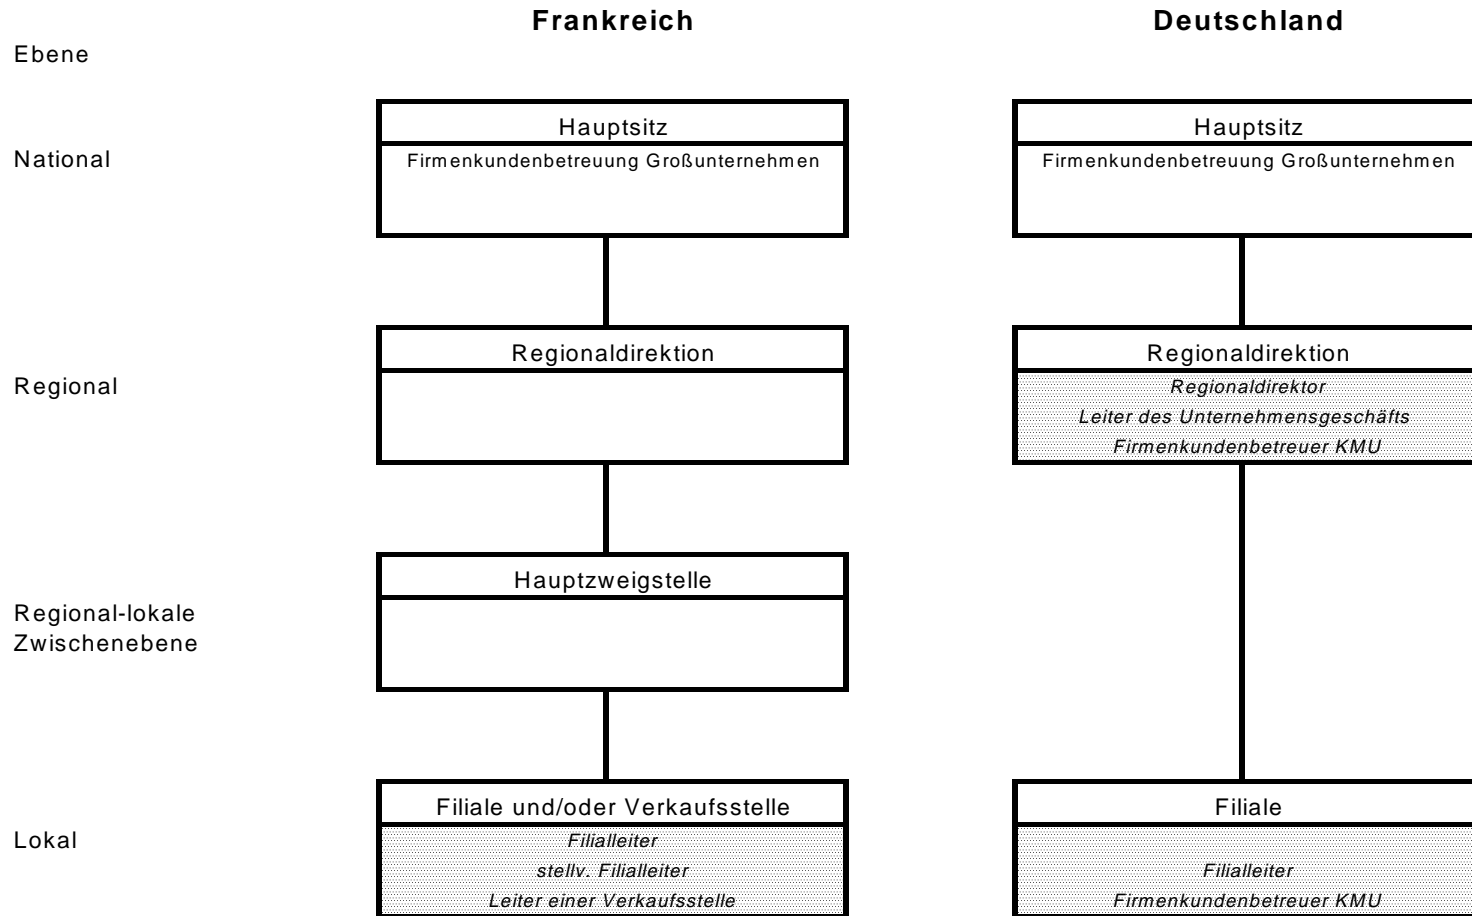 Frankreich
Deutschland
Ebene
Hauptsitz
Hauptsitz
National
Firmenkundenbetreuung Großunternehmen
Firmenkundenbetreuung Großunternehmen
Regionaldirektion
Regionaldirektion
Regional
Regionaldirektor
Leiter des Unternehmensgeschäfts
Firmenkundenbetreuer KMU
Hauptzweigstelle
Regional-lokale
Zwischenebene
Filiale und/oder Verkaufsstelle
Filiale
Lokal
Filialleiter
stellv. Filialleiter
Leiter einer Verkaufsstelle
Filialleiter
Firmenkundenbetreuer KMU